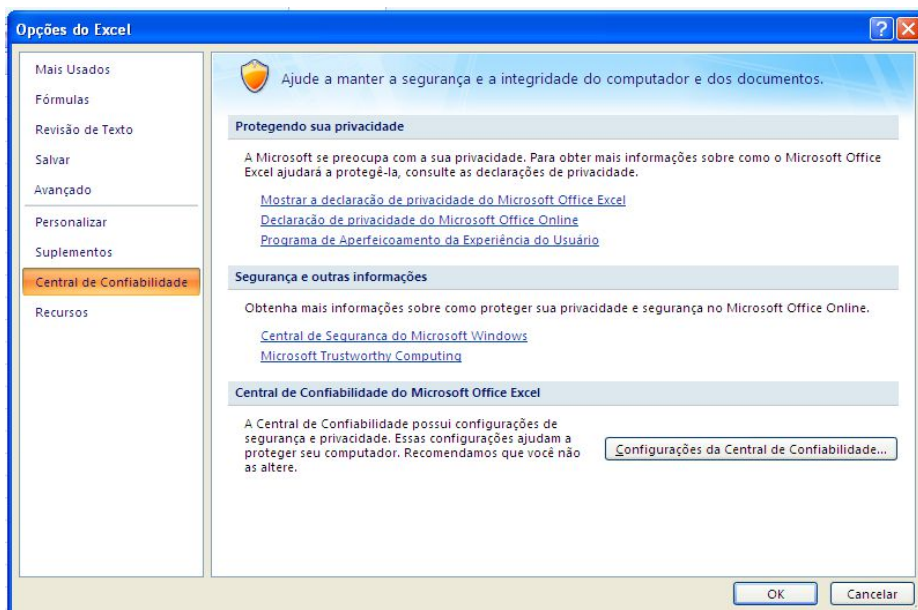 Opções do Excel
Mais Usados
Fórmulas
Revisão de Texto
Salvar
Avançado
Personalizar
Suplementos
Central de Confiabilidade
Recursos
Ajude a manter a segurança e a integridade do computador e dos documentos.
Protegendo sua privacidade
A Microsoft se preocupa com a sua privacidade. Para obter mais informações sobre como o Microsoft Office
Excel ajudará a protegê-la, consulte as declarações de privacidade.
Mostrar a declaração de privacidade do Microsoft Office Excel
Declaração de privacidade do Microsoft Office Online
Programa de Aperfeiçoamento da Experiência do Usuário
Segurança e outras informações
Obtenha mais informações sobre como proteger sua privacidade e segurança no Microsoft Office Online.
Central de Segurança do Microsoft Windows
Microsoft Trustworthy Computing
Central de Confiabilidade do Microsoft Office Excel
A Central de Confiabilidade possui configurações de
segurança e privacidade. Essas configurações ajudam a
proteger seu computador. Recomendamos que você não
as altere.
Configurações da Central de Confiabilidade...
OK
Cancelar